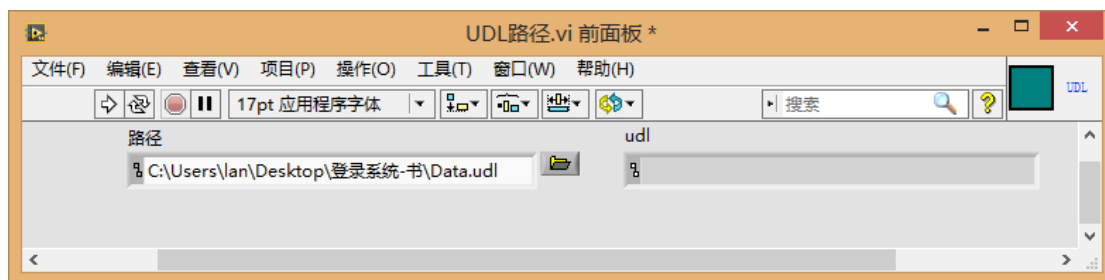 UDL路径.vi 前面板 *
文件(F) 编辑(E) 查看(V) 项目(P) 操作(O) 工具(T) 窗口(W) 帮助(H)
17pt 应用程序字体 搜索 ? UDL
路径 udl
C:\Users\lan\Desktop\登录系统-书\Data.udl